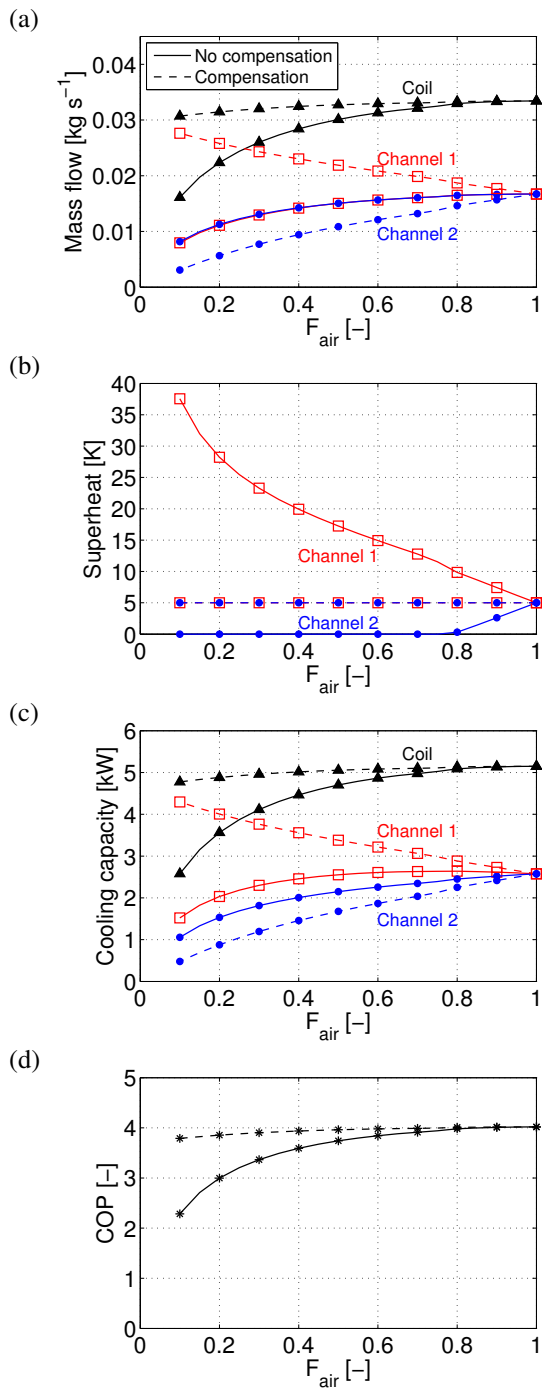 (a)
No compensation
Compensation
Coil
Channel 1
Channel 2
Mass flow [kg s⁻¹]
0.04
0.03
0.02
0.01
0
0 0.2 0.4 0.6 0.8 1
F_air [−]
(b)
Superheat [K]
40
35
30
25
20
15
10
5
0
Channel 1
Channel 2
0 0.2 0.4 0.6 0.8 1
F_air [−]
(c)
Cooling capacity [kW]
6
5
4
3
2
1
0
Coil
Channel 1
Channel 2
0 0.2 0.4 0.6 0.8 1
F_air [−]
(d)
COP [−]
5
4
3
2
1
0
0 0.2 0.4 0.6 0.8 1
F_air [−]